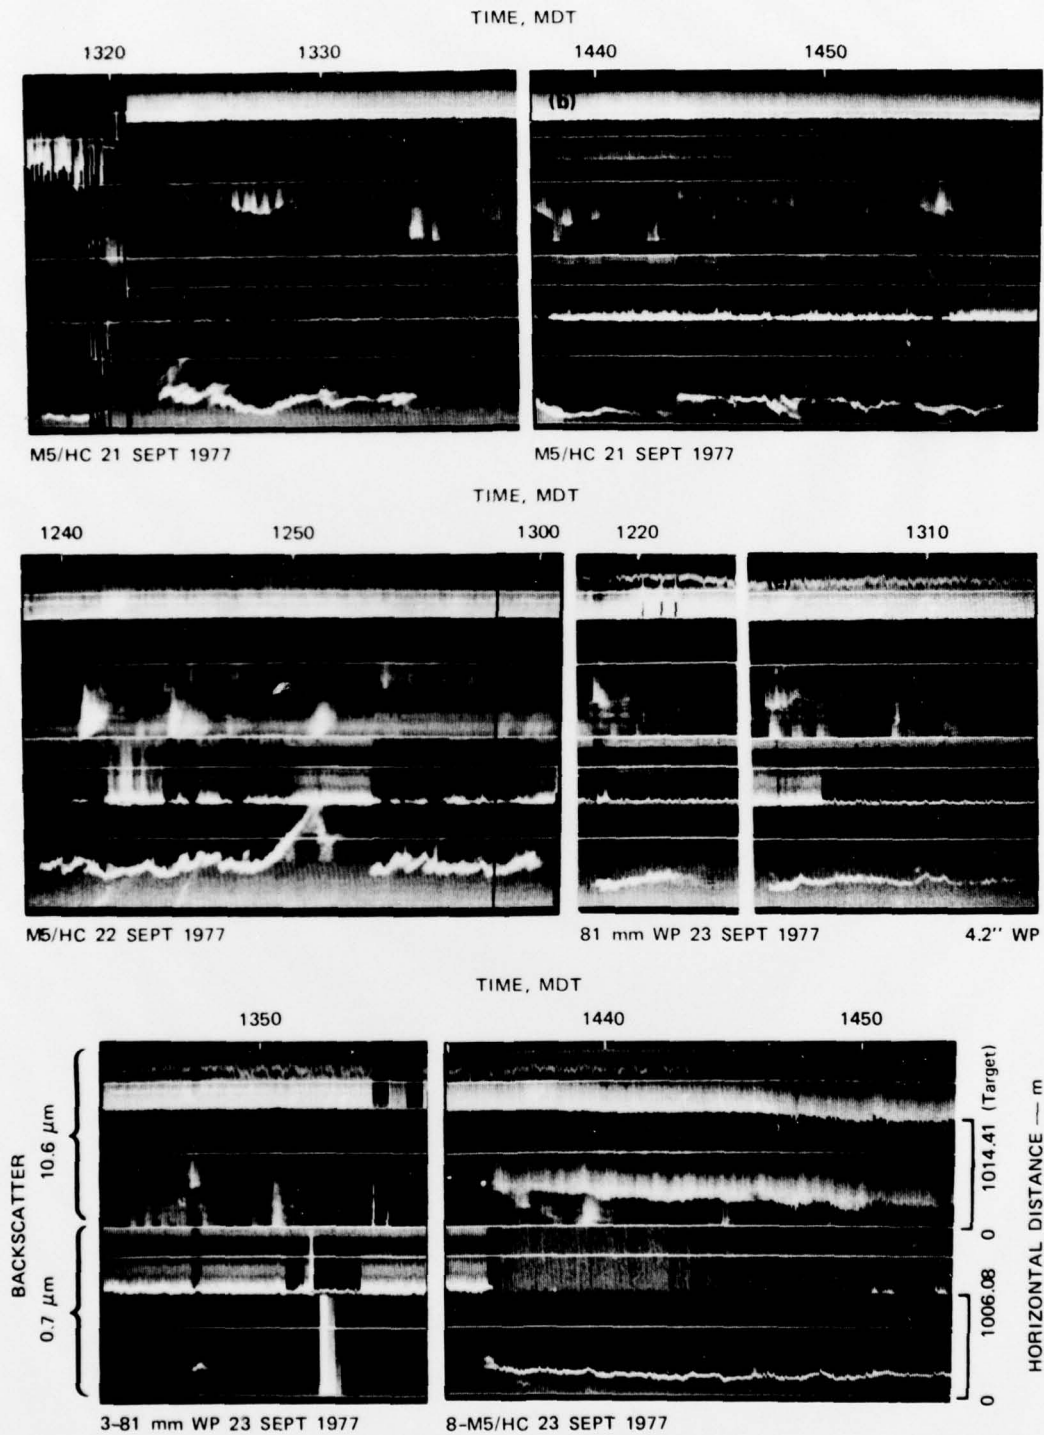 TIME, MDT
1320 1330 1440 1450
(b)
M5/HC 21 SEPT 1977 M5/HC 21 SEPT 1977
TIME, MDT
1240 1250 1300 1220 1310
M5/HC 22 SEPT 1977 81 mm WP 23 SEPT 1977 4.2" WP
TIME, MDT
1350 1440 1450
BACKSCATTER
10.6 μm
0.7 μm
1014.41 (Target)
0
1006.08
0
HORIZONTAL DISTANCE — m
3-81 mm WP 23 SEPT 1977 8-M5/HC 23 SEPT 1977